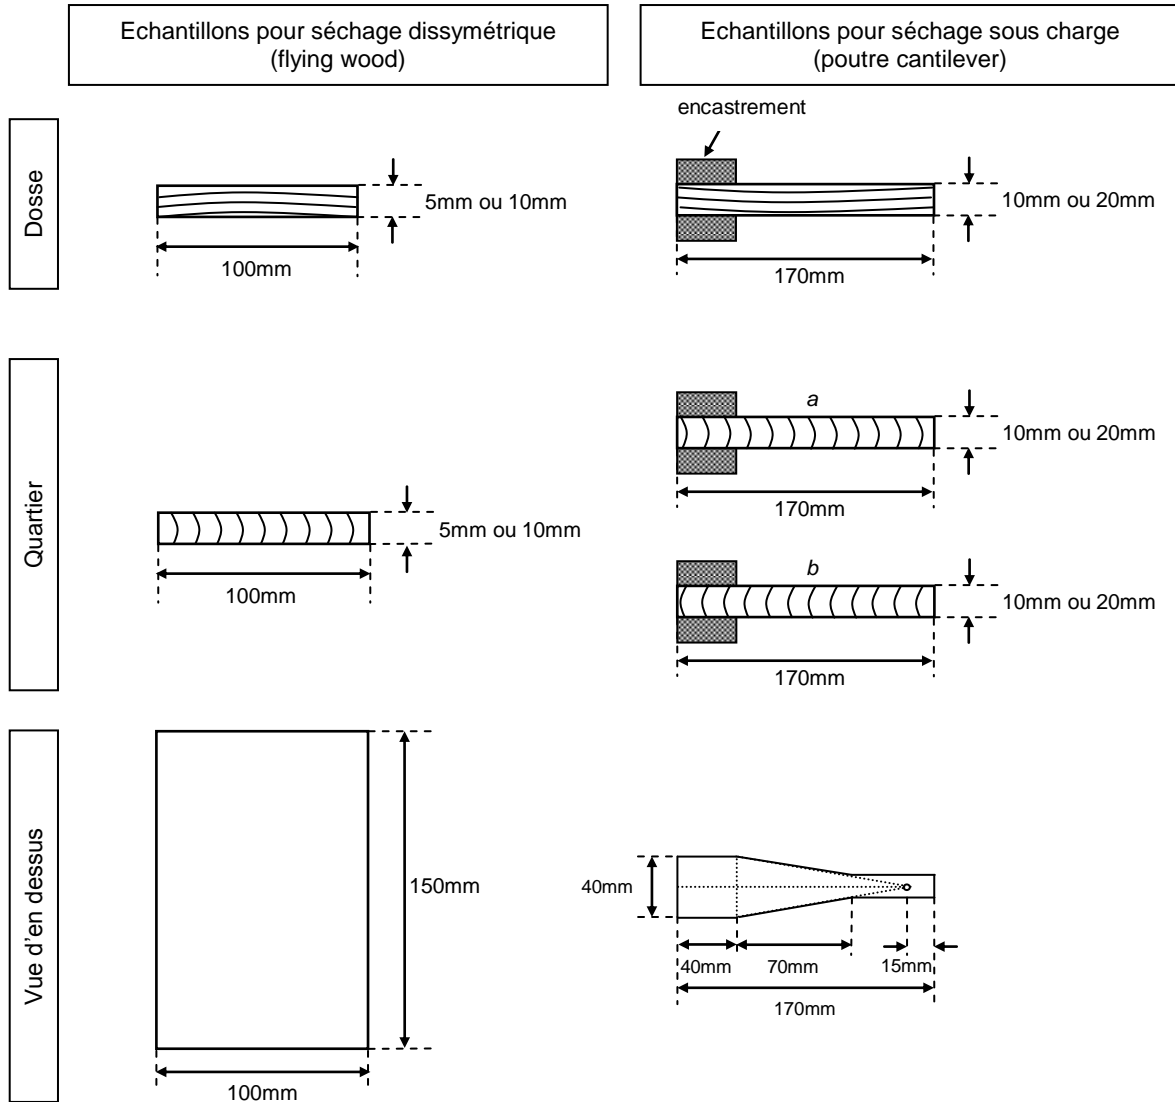 Echantillons pour séchage dissymétrique
(flying wood)
Echantillons pour séchage sous charge
(poutre cantilever)
Dosse
5mm ou 10mm
100mm
encastrement
10mm ou 20mm
170mm
Quartier
5mm ou 10mm
100mm
a
10mm ou 20mm
170mm
b
10mm ou 20mm
170mm
Vue d'en dessus
150mm
100mm
40mm
40mm
70mm
15mm
170mm